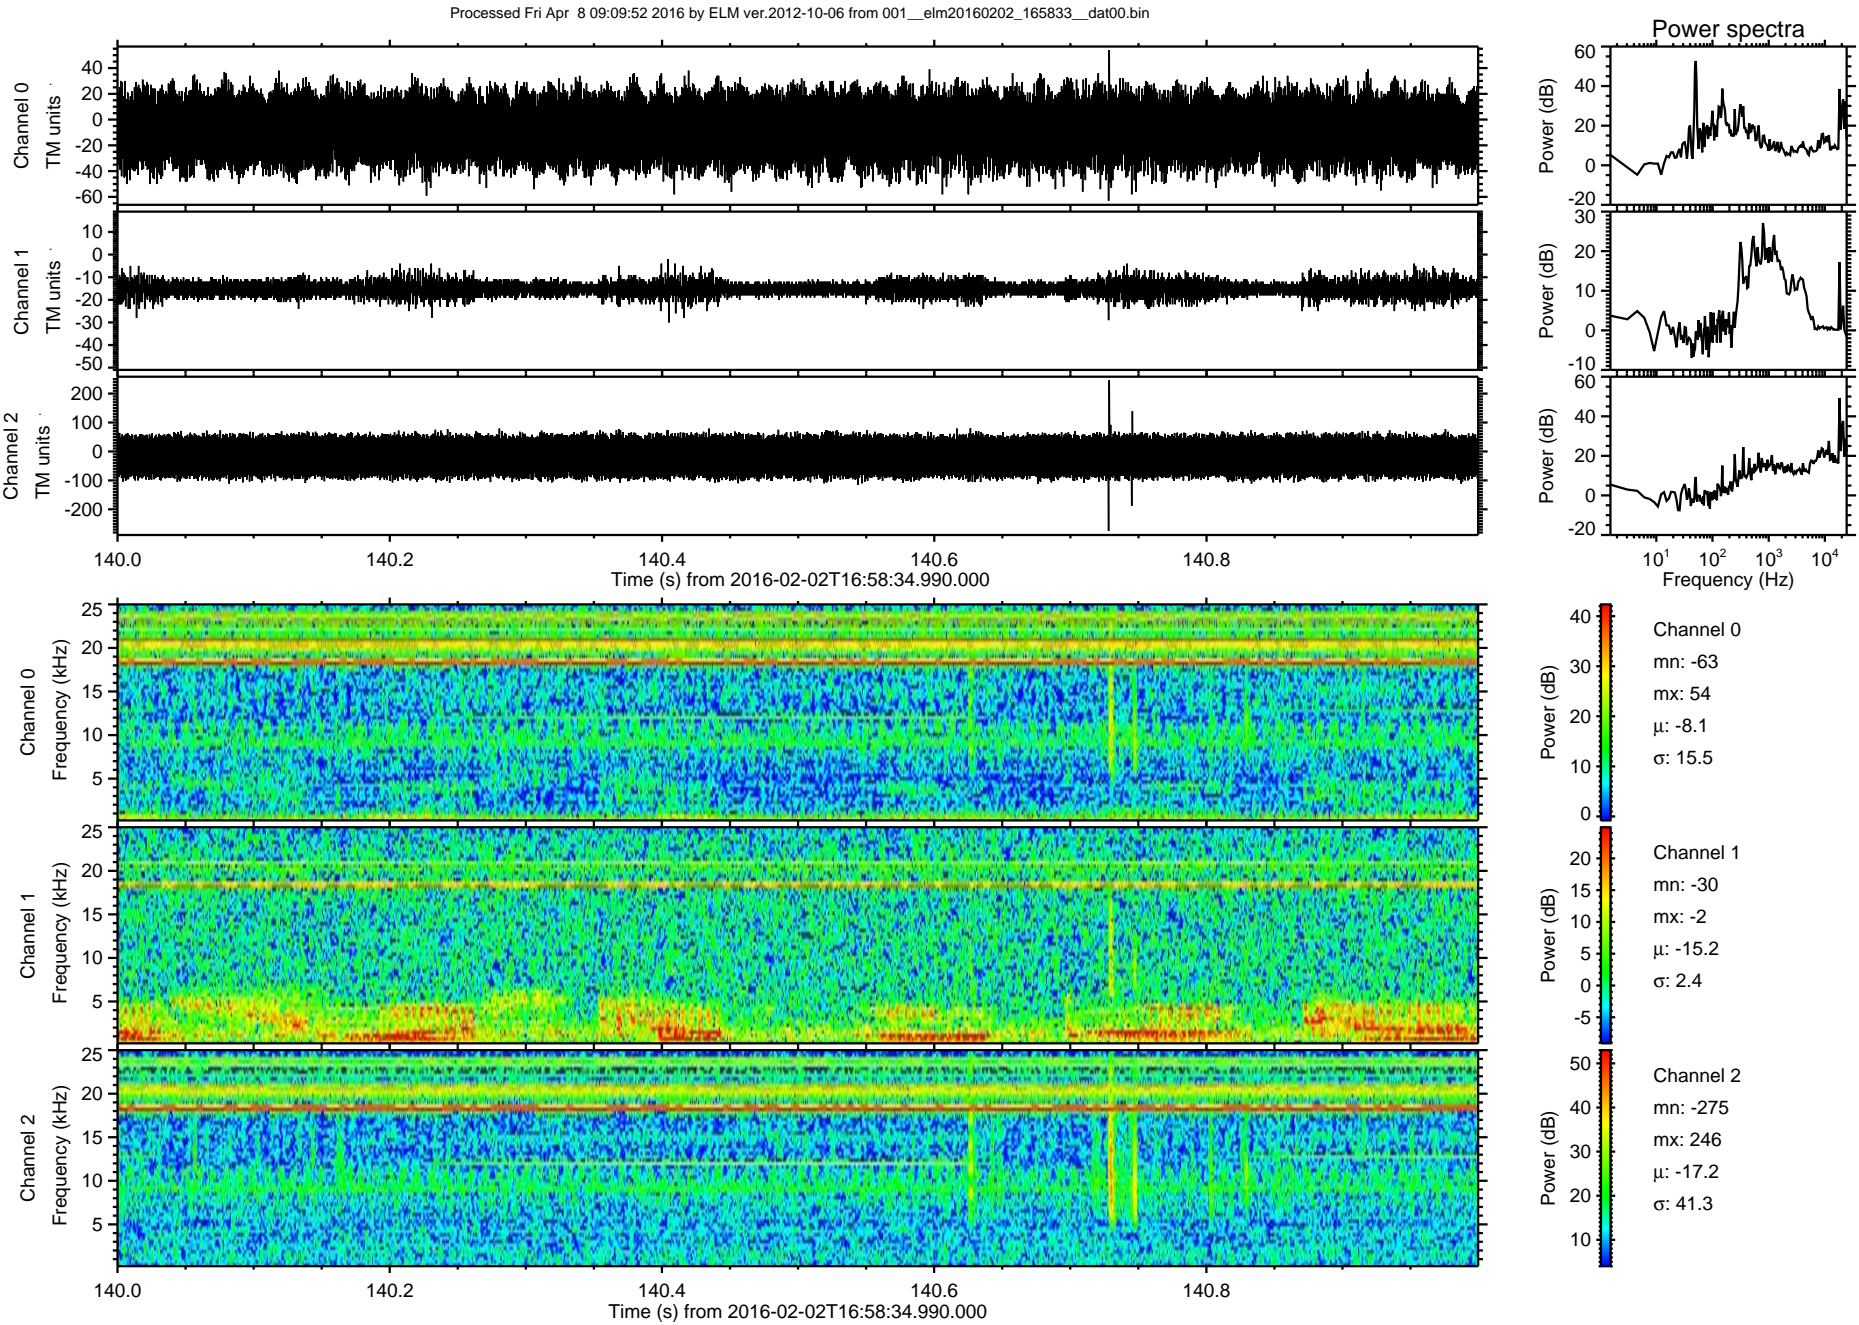 Processed Fri Apr  8 09:09:52 2016 by ELM ver.2012-10-06 from 001__elm20160202_165833__dat00.bin
Power spectra
Channel 0
TM units
40
20
0
-20
-40
-60
Power (dB)
60
40
20
0
-20
Channel 1
TM units
10
0
-10
-20
-30
-40
-50
Power (dB)
30
20
10
0
-10
Channel 2
TM units
200
100
0
-100
-200
Power (dB)
60
40
20
0
-20
140.0 140.2 140.4 140.6 140.8
Time (s) from 2016-02-02T16:58:34.990.000
10¹ 10² 10³ 10⁴
Frequency (Hz)
Channel 0
Frequency (kHz)
25
20
15
10
5
Power (dB)
40
30
20
10
0
Channel 0
mn: -63
mx: 54
μ: -8.1
σ: 15.5
Channel 1
Frequency (kHz)
25
20
15
10
5
Power (dB)
20
15
10
5
0
-5
Channel 1
mn: -30
mx: -2
μ: -15.2
σ: 2.4
Channel 2
Frequency (kHz)
25
20
15
10
5
Power (dB)
50
40
30
20
10
Channel 2
mn: -275
mx: 246
μ: -17.2
σ: 41.3
140.0 140.2 140.4 140.6 140.8
Time (s) from 2016-02-02T16:58:34.990.000